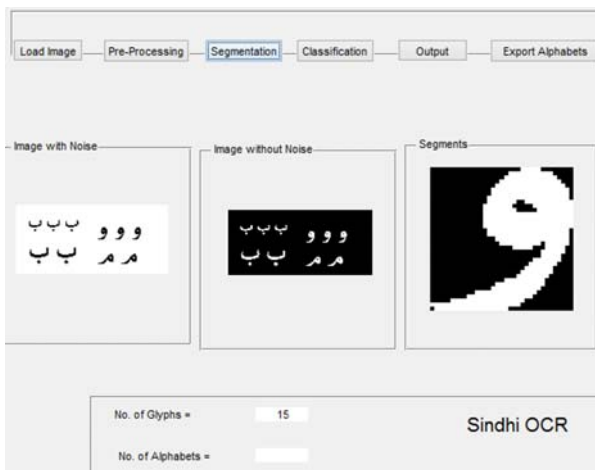 Load Image Pre-Processing Segmentation Classification Output Export Alphabets
Image with Noise
ب ب ب و و و
ب ب م م
Image without Noise
ب ب ب و و و
ب ب م م
Segments
و
No. of Glyphs = 15
No. of Alphabets =
Sindhi OCR